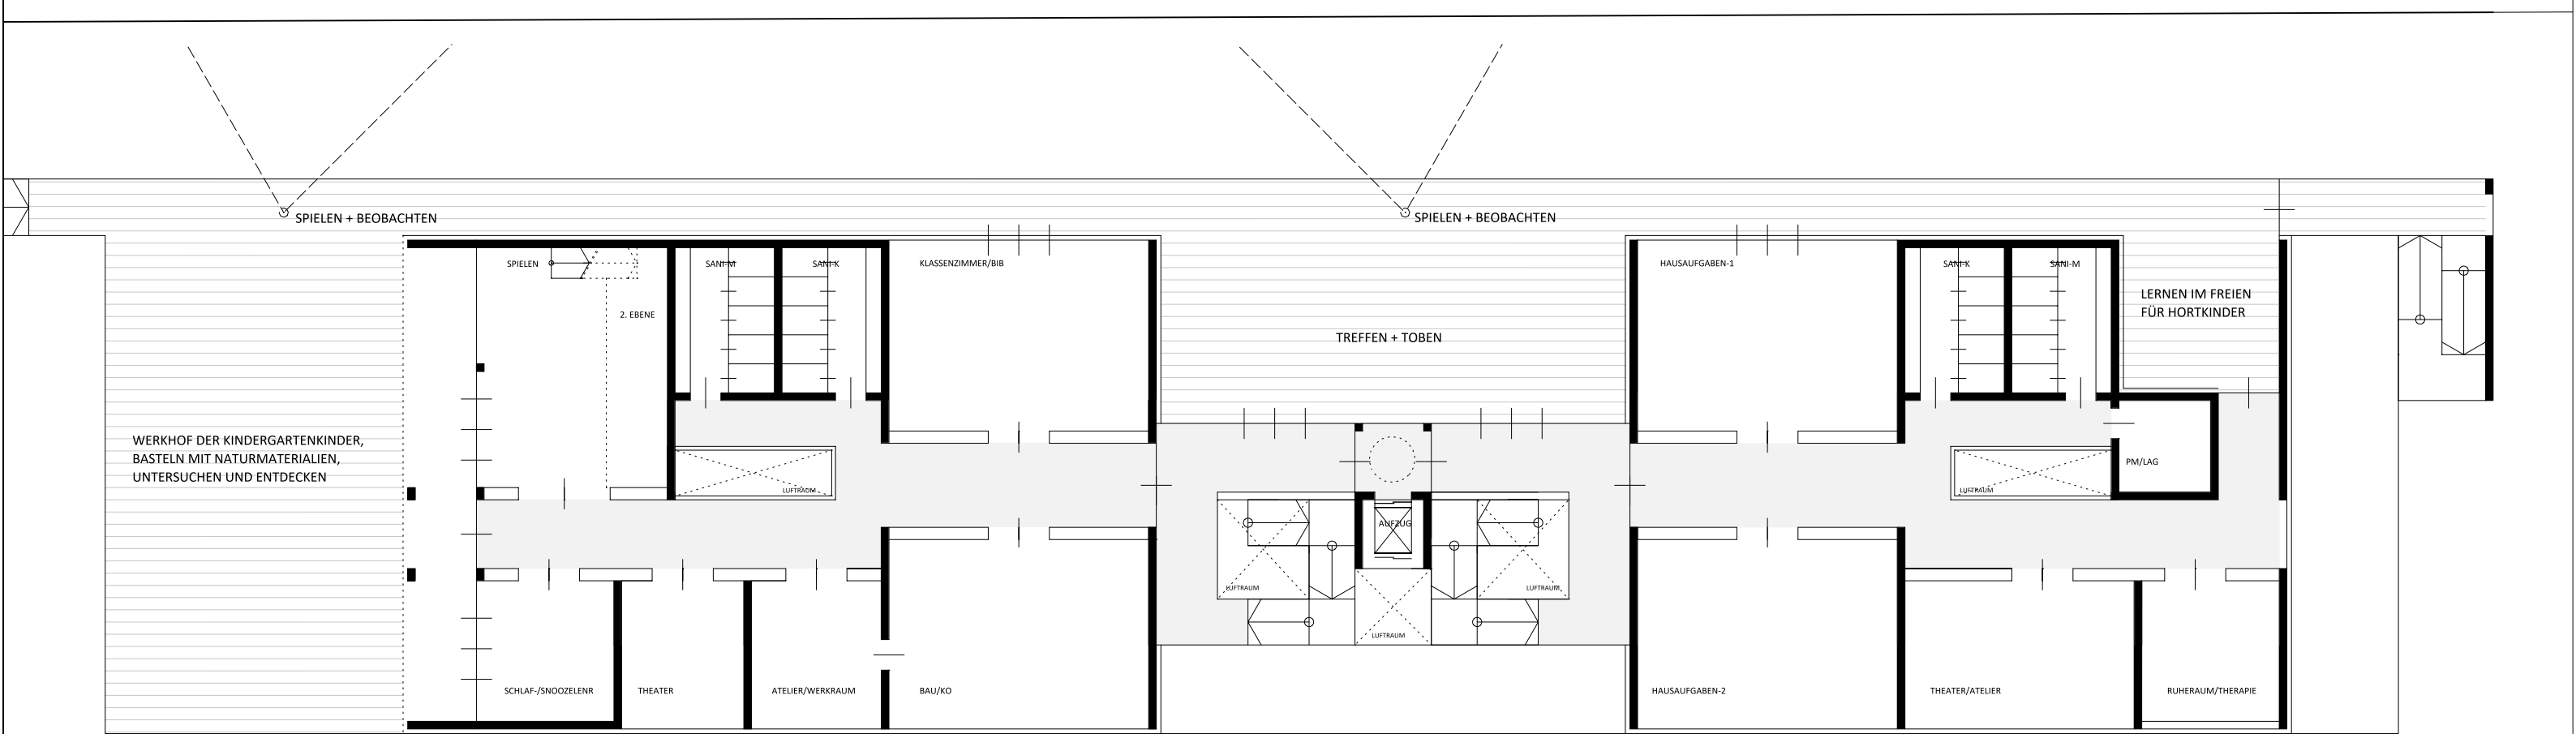 SPIELEN + BEOBACHTEN
SPIELEN + BEOBACHTEN
SPIELEN
SANI-M
SANI-K
KLASSENZIMMER/BIB
HAUSAUFGABEN-1
SANI-K
SANI-M
2. EBENE
LERNEN IM FREIEN
FÜR HORTKINDER
TREFFEN + TOBEN
WERKHOF DER KINDERGARTENKINDER,
BASTELN MIT NATURMATERIALIEN,
UNTERSUCHEN UND ENTDECKEN
PM/LAG
LUFTRAUM
LUFTRAUM
AUFZUG
LUFTRAUM
LUFTRAUM
LUFTRAUM
SCHLAF-/SNOOZELENR
THEATER
ATELIER/WERKRAUM
BAU/KO
HAUSAUFGABEN-2
THEATER/ATELIER
RUHERAUM/THERAPIE